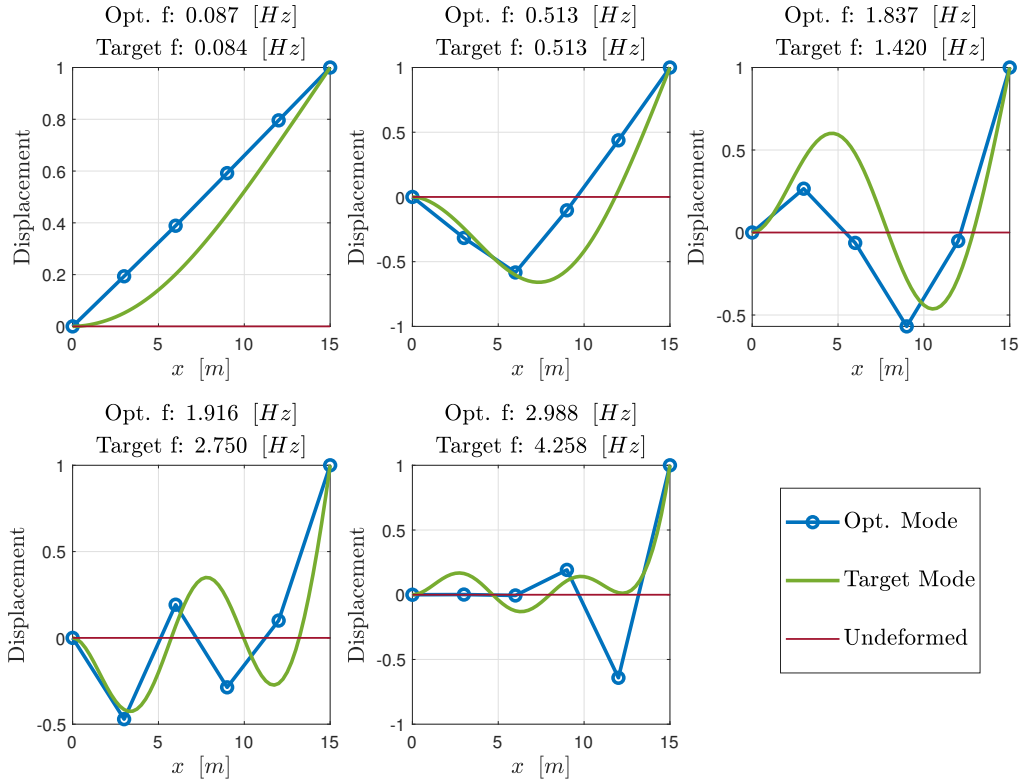 Opt. f: 0.087 [Hz]
Target f: 0.084 [Hz]
1
0.8
0.6
0.4
0.2
0
Displacement
0 5 10 15
x [m]
Opt. f: 0.513 [Hz]
Target f: 0.513 [Hz]
1
0.5
0
-0.5
-1
Displacement
0 5 10 15
x [m]
Opt. f: 1.837 [Hz]
Target f: 1.420 [Hz]
1
0.5
0
-0.5
Displacement
0 5 10 15
x [m]
Opt. f: 1.916 [Hz]
Target f: 2.750 [Hz]
1
0.5
0
-0.5
Displacement
0 5 10 15
x [m]
Opt. f: 2.988 [Hz]
Target f: 4.258 [Hz]
1
0.5
0
-0.5
-1
Displacement
0 5 10 15
x [m]
Opt. Mode
Target Mode
Undeformed